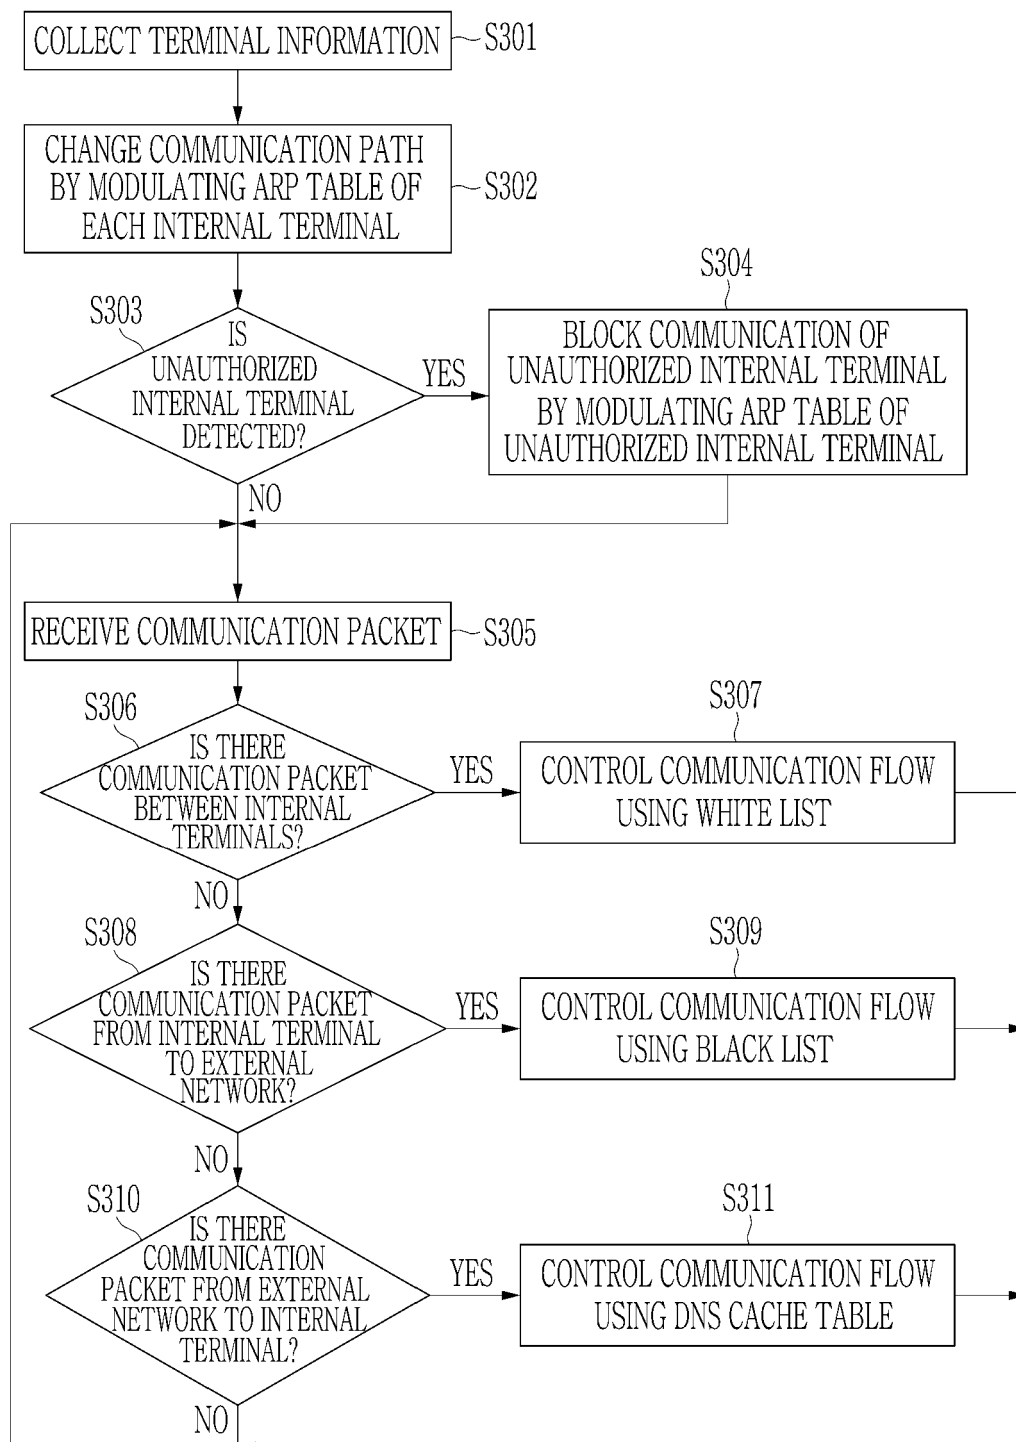 COLLECT TERMINAL INFORMATION
S301
CHANGE COMMUNICATION PATH
BY MODULATING ARP TABLE OF
EACH INTERNAL TERMINAL
S302
S303
IS
UNAUTHORIZED
INTERNAL TERMINAL
DETECTED?
YES
S304
BLOCK COMMUNICATION OF
UNAUTHORIZED INTERNAL TERMINAL
BY MODULATING ARP TABLE OF
UNAUTHORIZED INTERNAL TERMINAL
NO
RECEIVE COMMUNICATION PACKET
S305
S306
IS THERE
COMMUNICATION PACKET
BETWEEN INTERNAL
TERMINALS?
YES
S307
CONTROL COMMUNICATION FLOW
USING WHITE LIST
NO
S308
IS THERE
COMMUNICATION PACKET
FROM INTERNAL TERMINAL
TO EXTERNAL
NETWORK?
YES
S309
CONTROL COMMUNICATION FLOW
USING BLACK LIST
NO
S310
IS THERE
COMMUNICATION
PACKET FROM EXTERNAL
NETWORK TO INTERNAL
TERMINAL?
YES
S311
CONTROL COMMUNICATION FLOW
USING DNS CACHE TABLE
NO